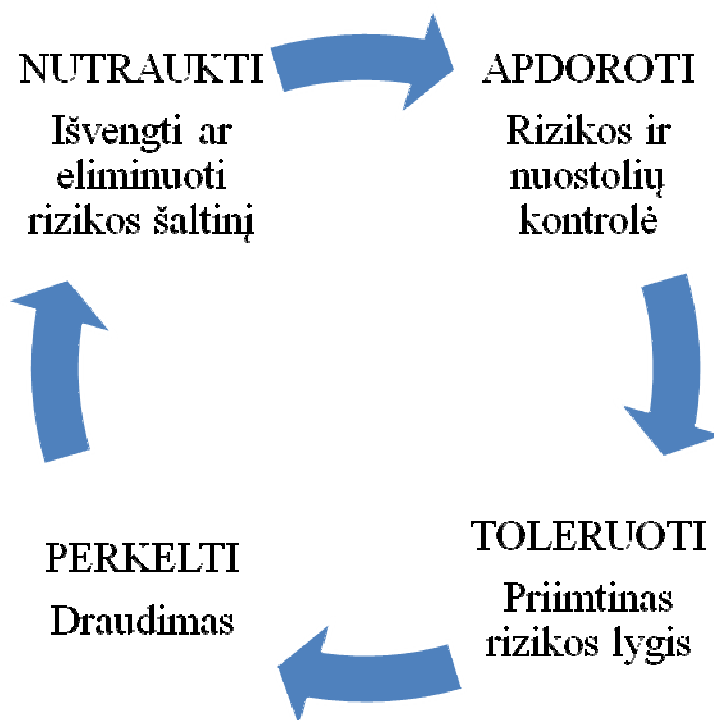 NUTRAUKTI
Išvengti ar
eliminuoti
rizikos šaltinį
APDOROTI
Rizikos ir
nuostolių
kontrolė
TOLERUOTI
Priimtinas
rizikos lygis
PERKELTI
Draudimas